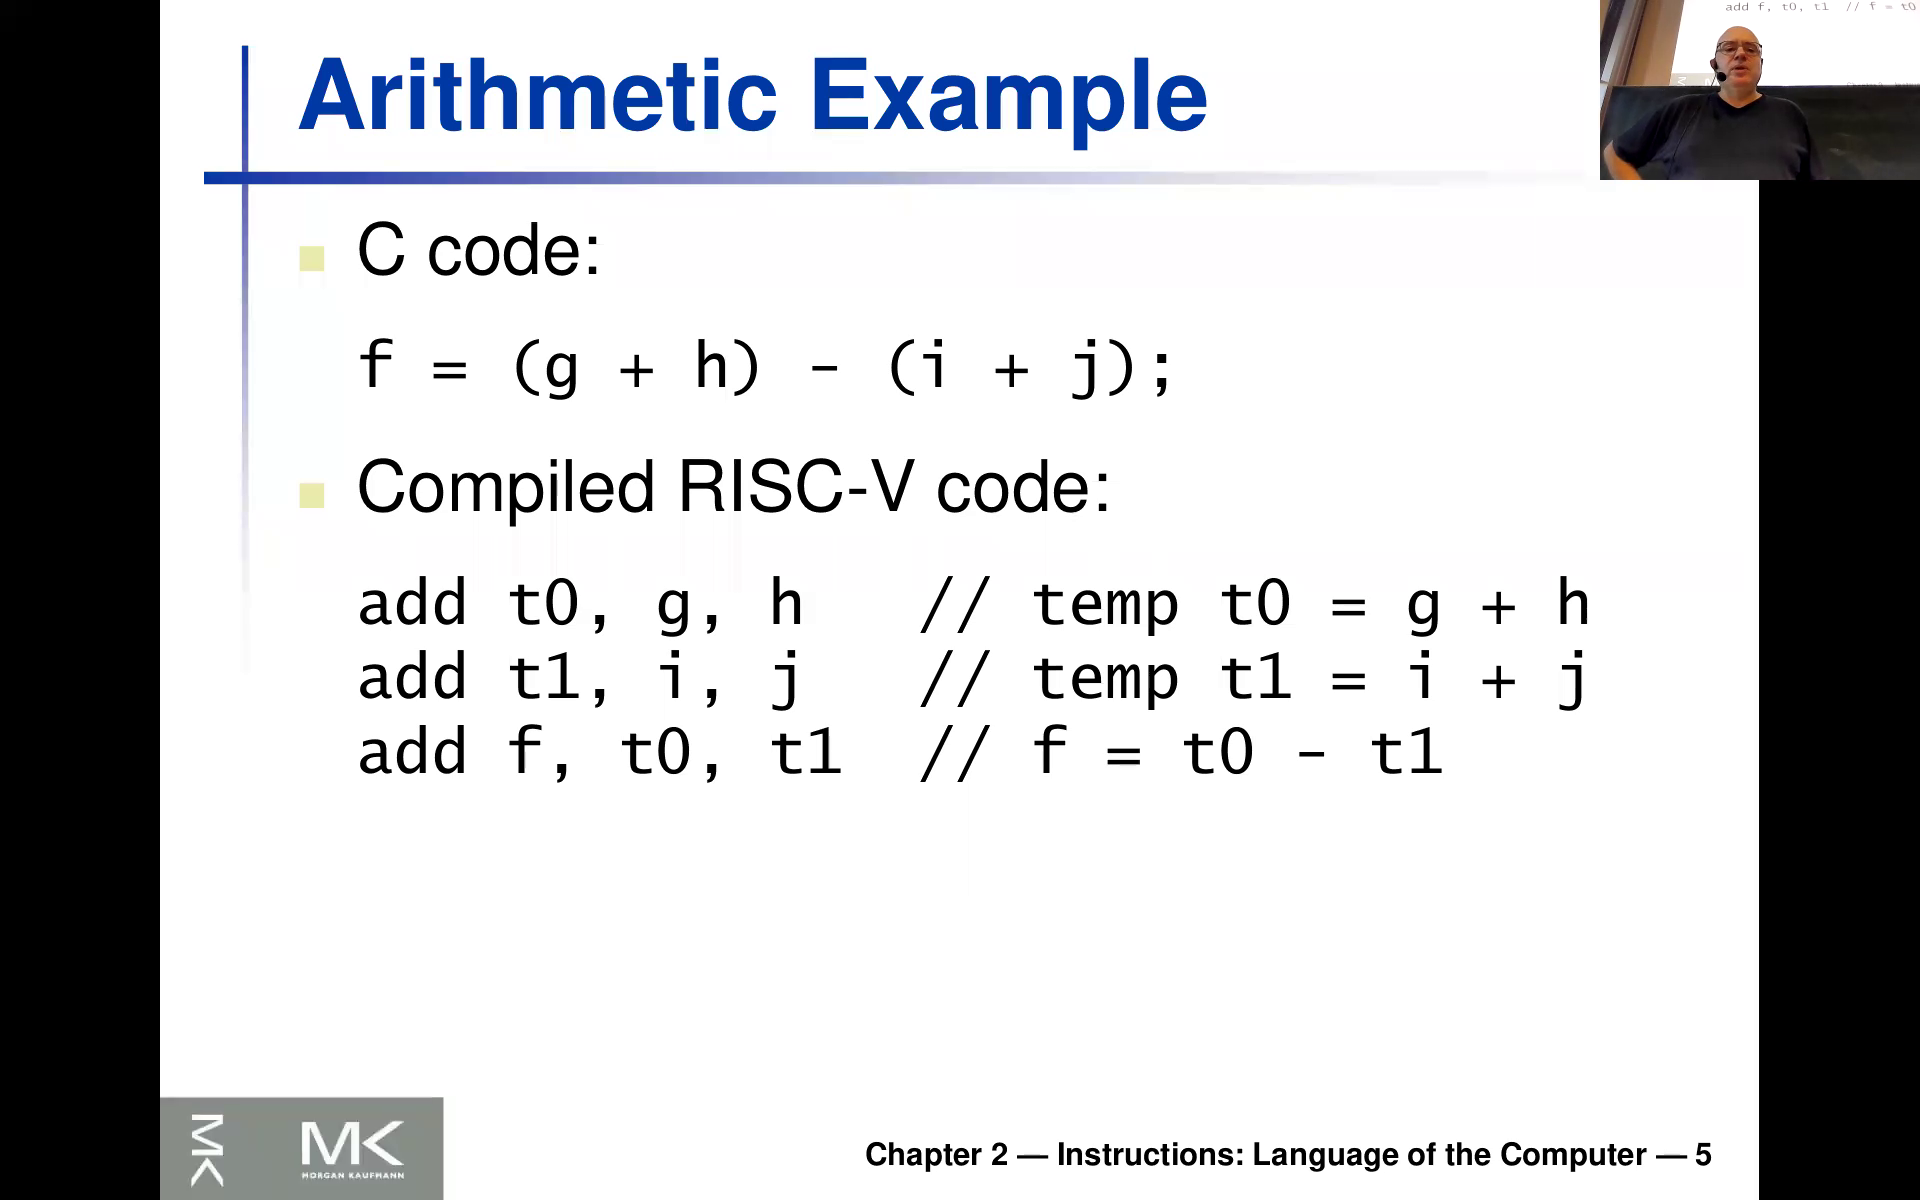 Arithmetic Example
add f, t0, t1 // f = t0
C code:
f = (g + h) - (i + j);
Compiled RISC-V code:
add t0, g, h // temp t0 = g + h
add t1, i, j // temp t1 = i + j
add f, t0, t1 // f = t0 - t1
MK
MK
MORGAN KAUFMANN
Chapter 2 — Instructions: Language of the Computer — 5